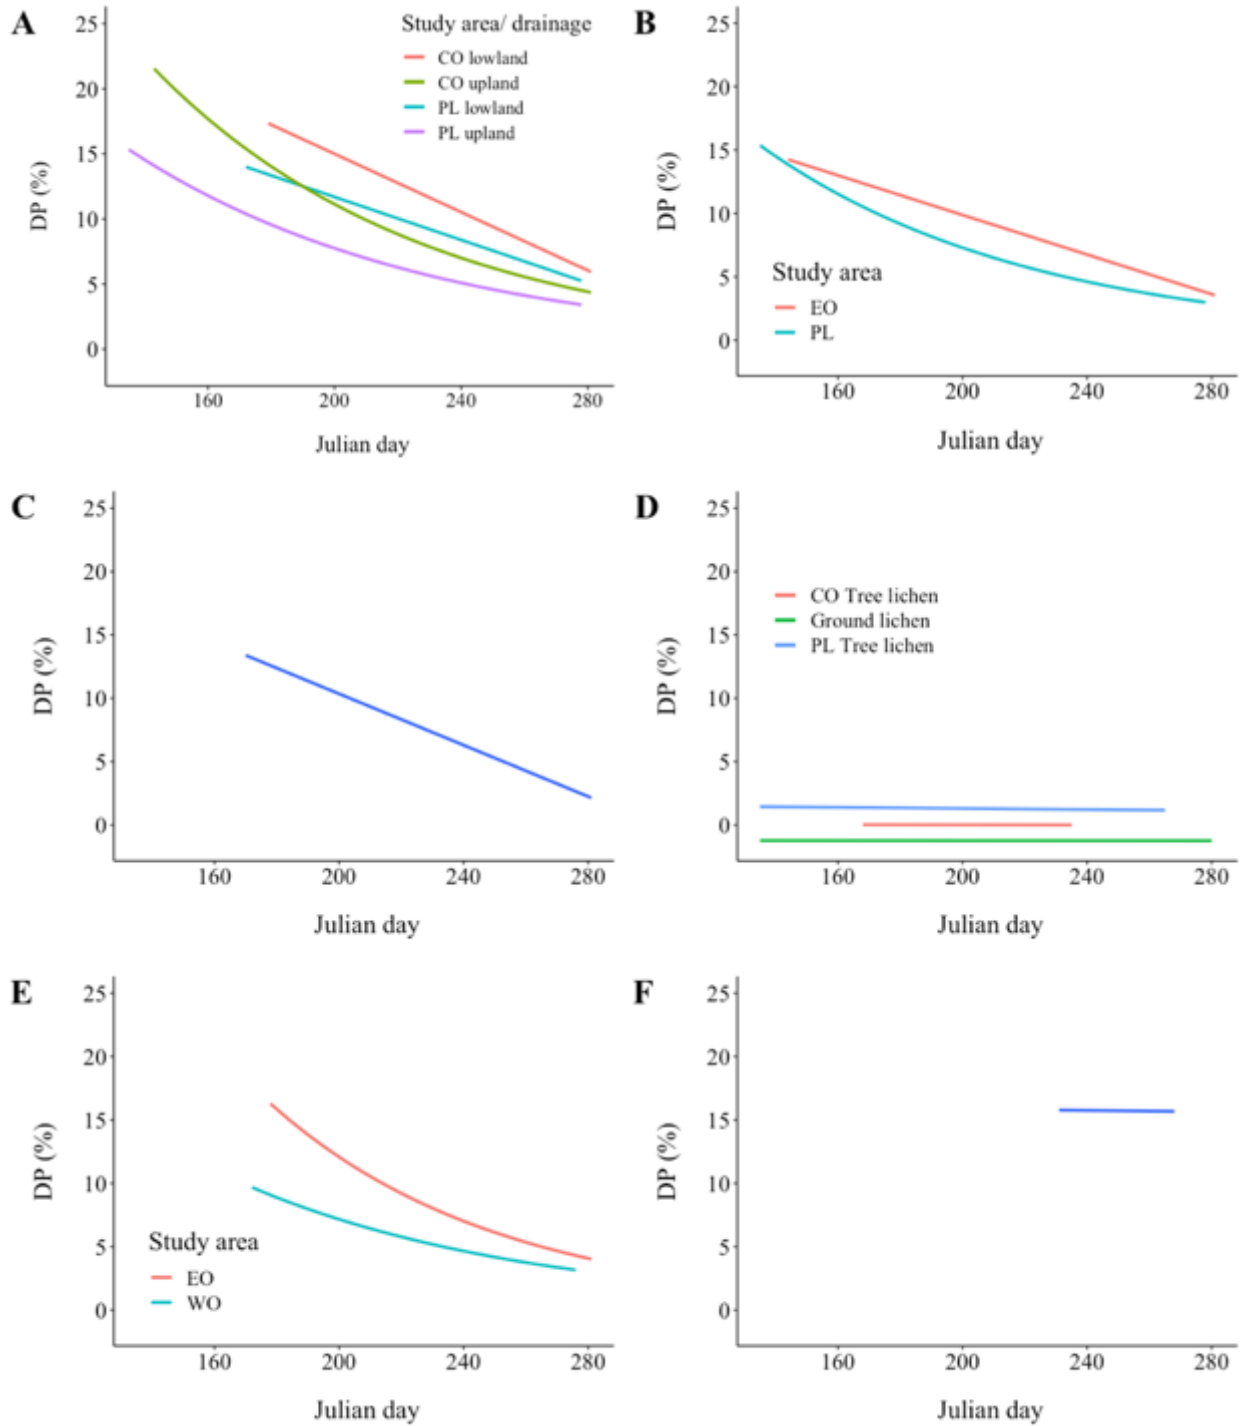 A
DP (%)
25
20
15
10
5
0
Study area/ drainage
CO lowland
CO upland
PL lowland
PL upland
160 200 240 280
Julian day
B
DP (%)
25
20
15
10
5
0
Study area
EO
PL
160 200 240 280
Julian day
C
DP (%)
25
20
15
10
5
0
160 200 240 280
Julian day
D
DP (%)
25
20
15
10
5
0
CO Tree lichen
Ground lichen
PL Tree lichen
160 200 240 280
Julian day
E
DP (%)
25
20
15
10
5
0
Study area
EO
WO
160 200 240 280
Julian day
F
DP (%)
25
20
15
10
5
0
160 200 240 280
Julian day